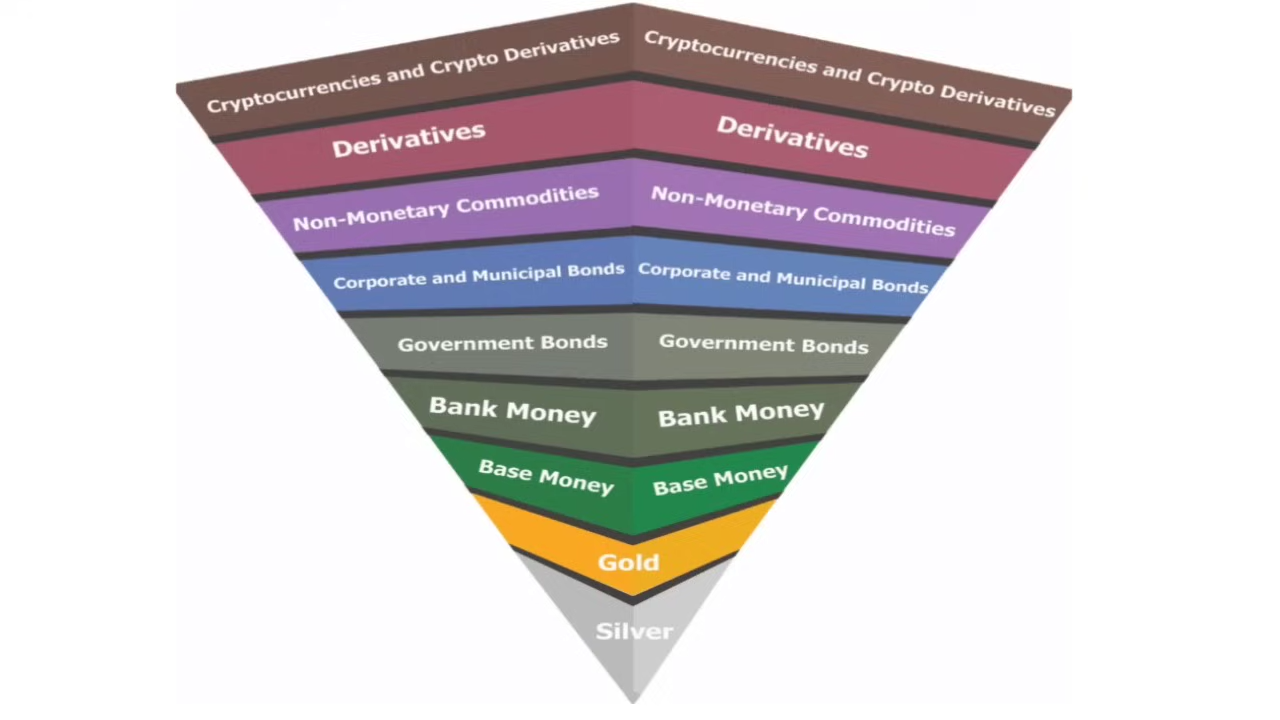 Cryptocurrencies and Crypto Derivatives
Cryptocurrencies and Crypto Derivatives
Derivatives
Derivatives
Non-Monetary Commodities
Non-Monetary Commodities
Corporate and Municipal Bonds
Corporate and Municipal Bonds
Government Bonds
Government Bonds
Bank Money
Bank Money
Base Money
Base Money
Gold
Silver